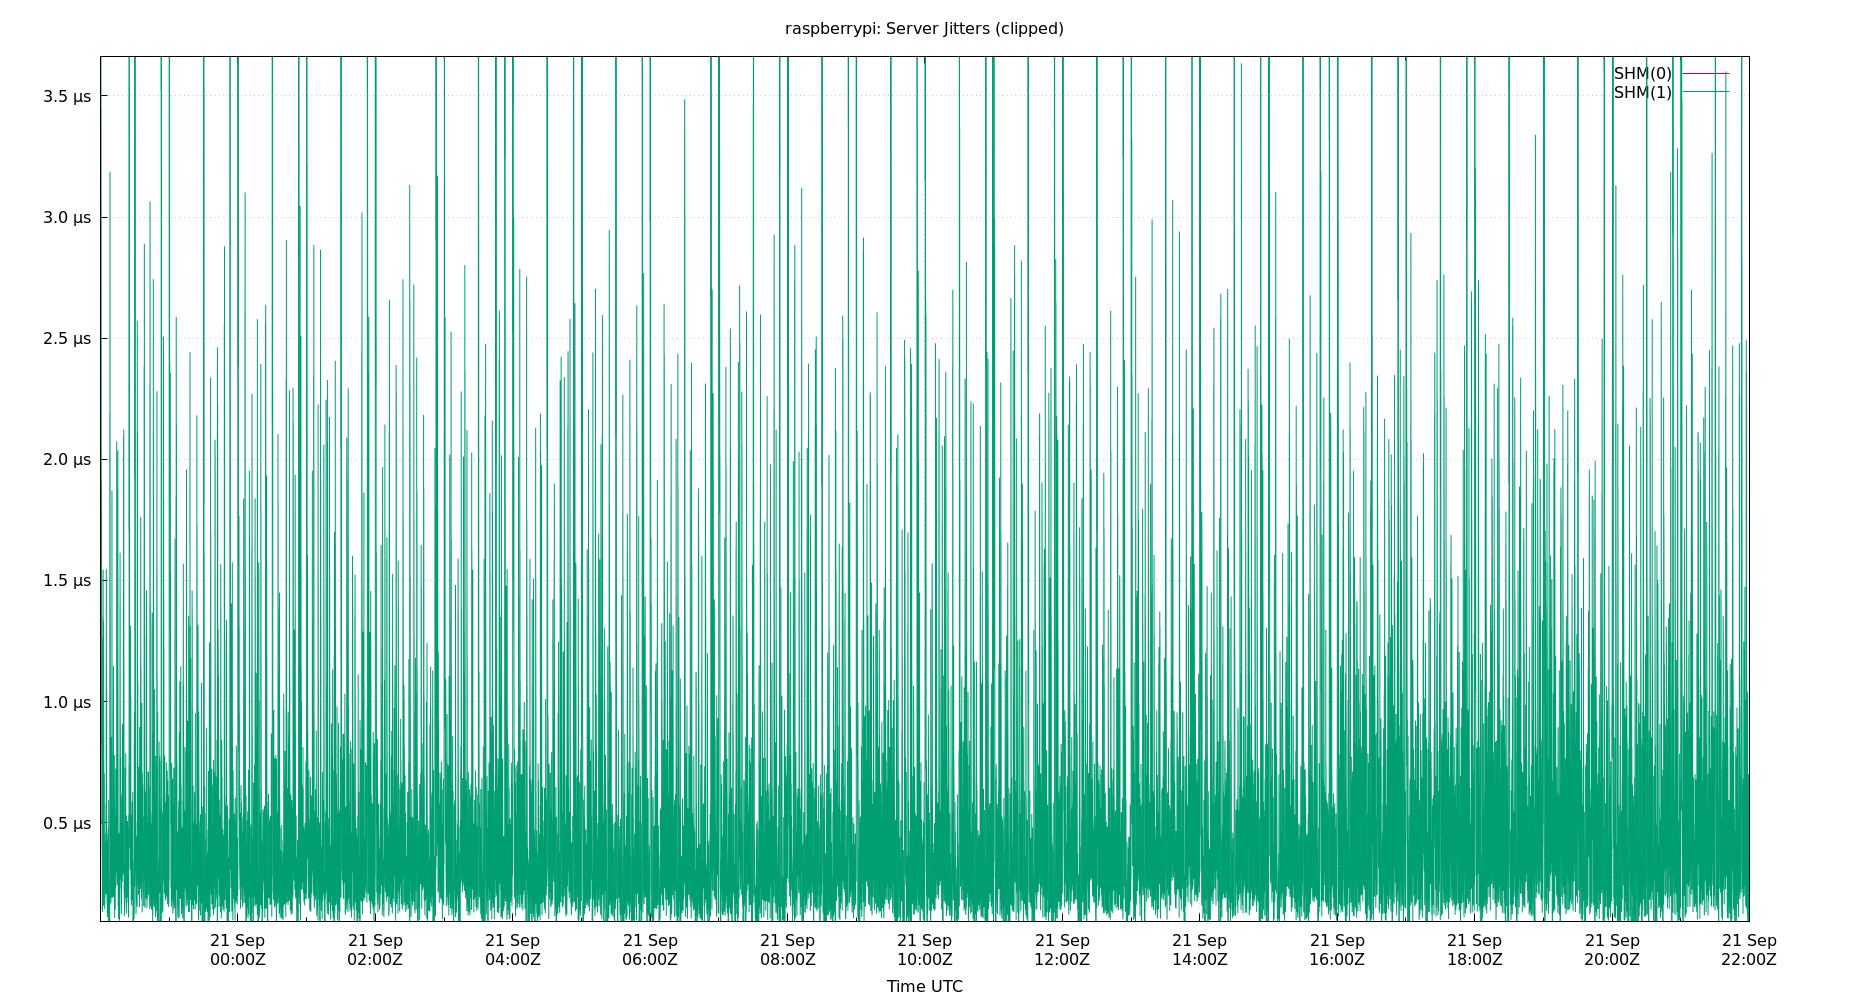 raspberrypi: Server Jitters (clipped)
SHM(0)
SHM(1)
3.5 µs
3.0 µs
2.5 µs
2.0 µs
1.5 µs
1.0 µs
0.5 µs
21 Sep 21 Sep 21 Sep 21 Sep 21 Sep 21 Sep 21 Sep 21 Sep 21 Sep 21 Sep 21 Sep 21 Sep
00:00Z 02:00Z 04:00Z 06:00Z 08:00Z 10:00Z 12:00Z 14:00Z 16:00Z 18:00Z 20:00Z 22:00Z
Time UTC